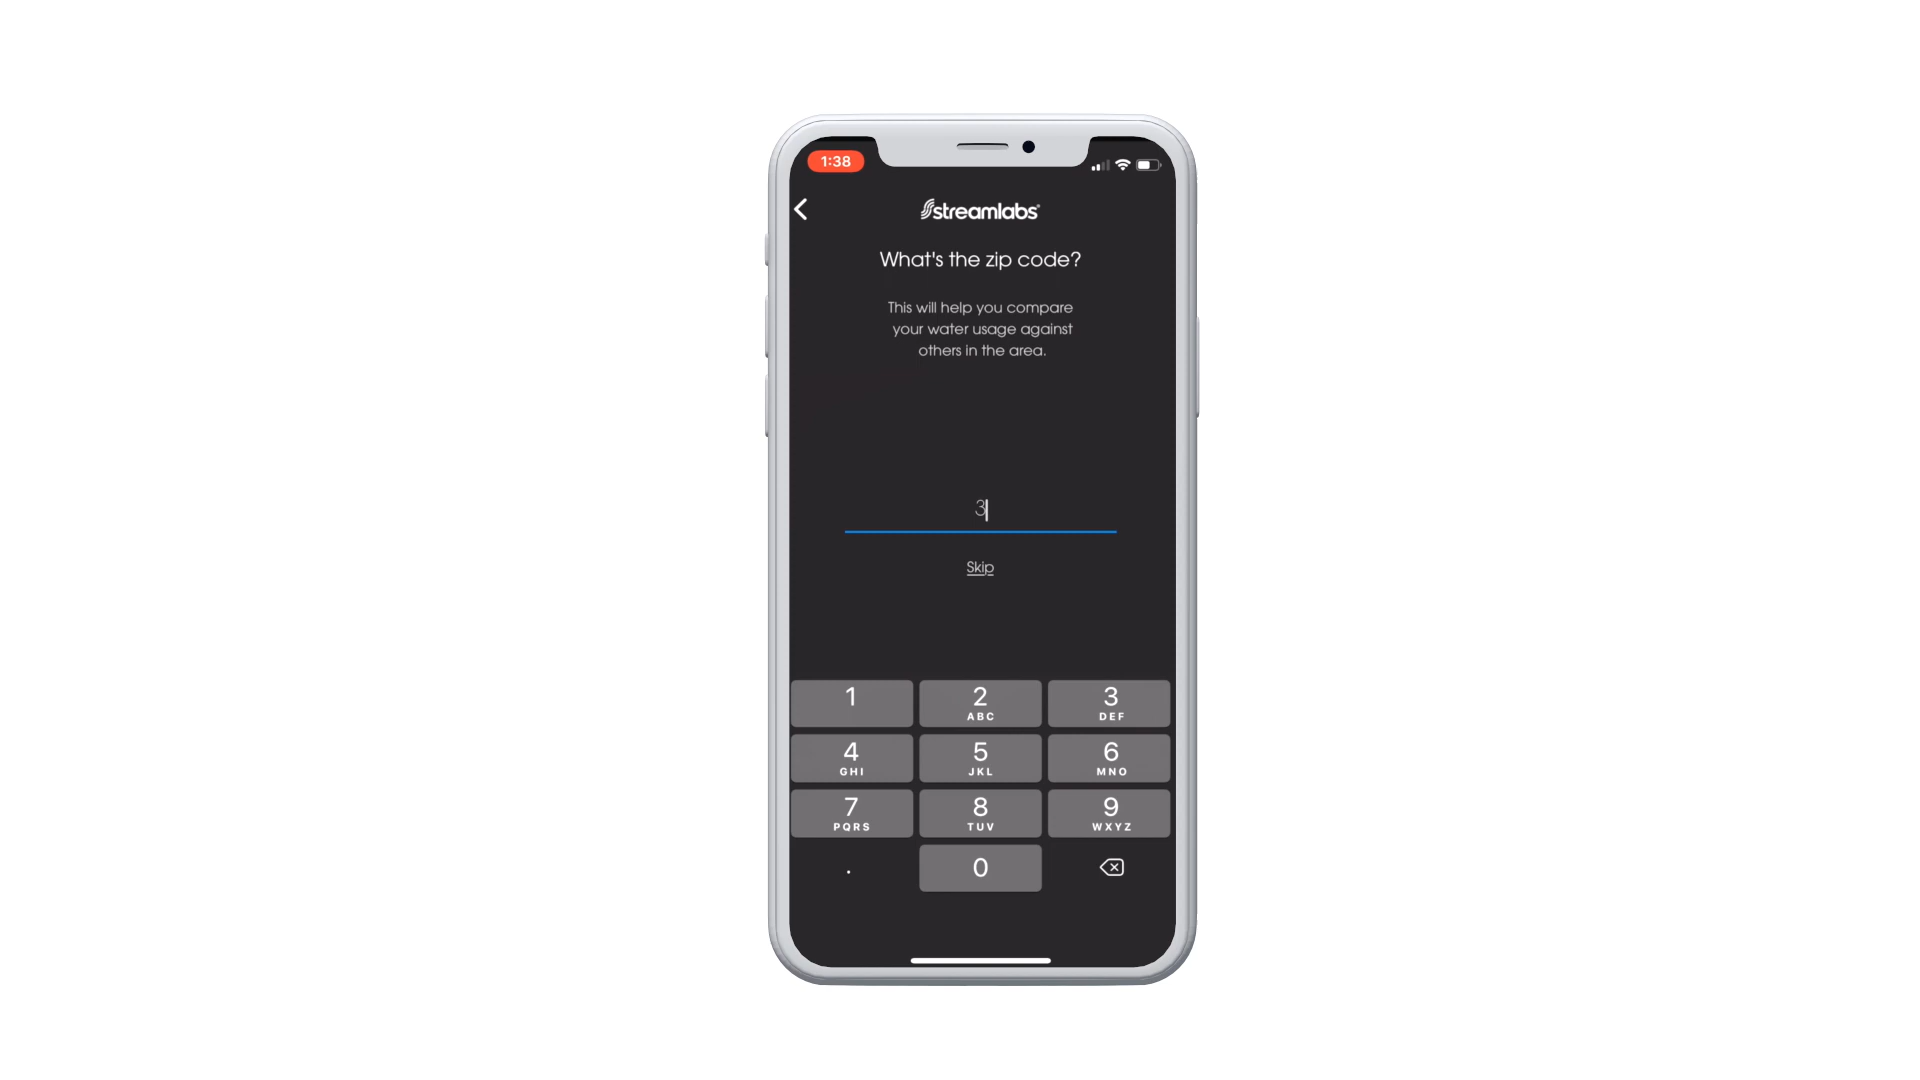 1:38
streamlabs®
What's the zip code?
This will help you compare
your water usage against
others in the area.
3
Skip
1
2
ABC
3
DEF
4
GHI
5
JKL
6
MNO
7
PQRS
8
TUV
9
WXYZ
.
0